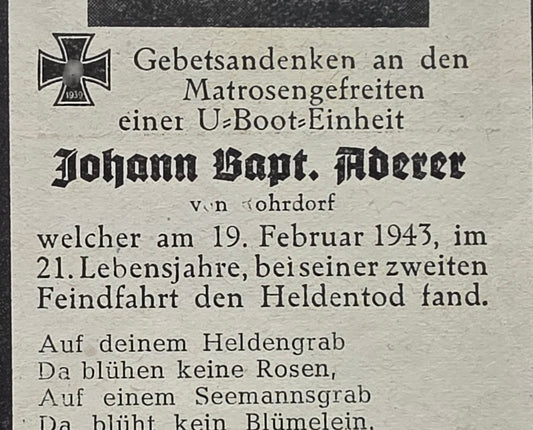 1939
Gebetsandenken an den
Matrosengefreiten
einer U=Boot=Einheit
Johann Bapt. Aderer
von
welcher am 19. Februar 1943, im
21. Lebensjahre, bei seiner zweiten
Feindfahrt den Heldentod fand.
Auf deinem Heldengrab
Da blühen keine Rosen,
Auf einem Seemannsgrab
Da blüht kein Blümelein.